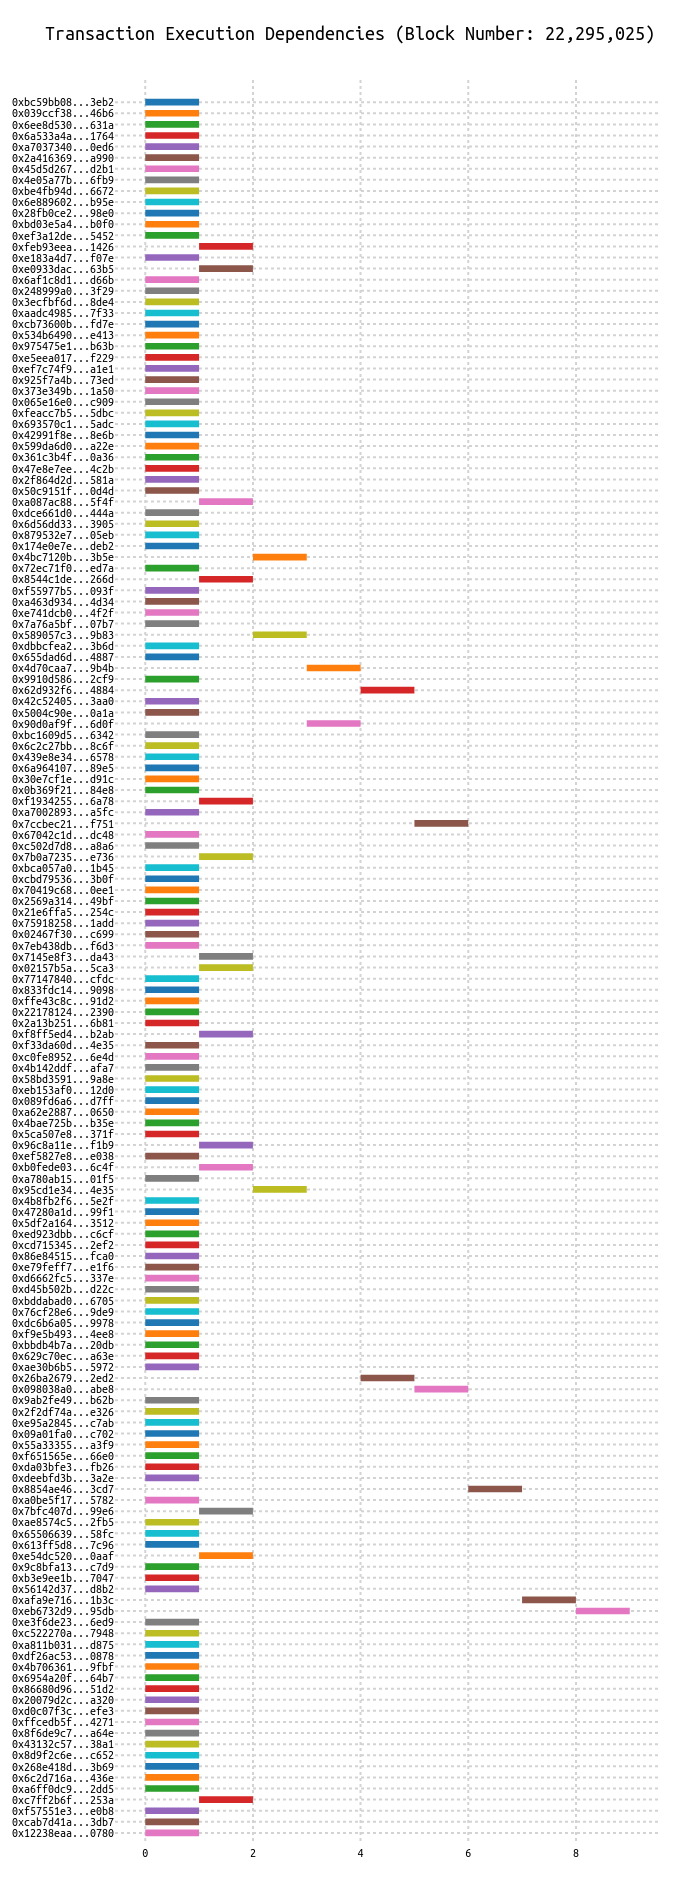 Transaction Execution Dependencies (Block Number: 22,295,025)
0xbc59bb08...3eb2
0x039ccf38...46b6
0x6ee8d530...631a
0x6a533a4a...1764
0xa7037340...0ed6
0x2a416369...a990
0x45d5d267...d2b1
0x4e05a77b...6fb9
0xbe4fb94d...6672
0x6e889602...b95e
0x28fb0ce2...98e0
0xbd03e5a4...b0f0
0xef3a12de...5452
0xfeb93eea...1426
0xe183a4d7...f07e
0xe0933dac...63b5
0x6af1c8d1...d66b
0x248999a0...3f29
0x3ecfbf6d...8de4
0xaadc4985...7f33
0xcb73600b...fd7e
0x534b6490...e413
0x975475e1...b63b
0xe5eea017...f229
0xef7c74f9...a1e1
0x925f7a4b...73ed
0x373e349b...1a50
0x065e16e0...c909
0xfeacc7b5...5dbc
0x693570c1...5adc
0x42991f8e...8e6b
0x599da6d0...a22e
0x361c3b4f...0a36
0x47e8e7ee...4c2b
0x2f864d2d...581a
0x50c9151f...0d4d
0xa087ac88...5f4f
0xdce661d0...444a
0x6d56dd33...3905
0x879532e7...05eb
0x174e0e7e...deb2
0x4bc7120b...3b5e
0x72ec71f0...ed7a
0x8544c1de...266d
0xf55977b5...093f
0xa463d934...4d34
0xe741dcb0...4f2f
0x7a76a5bf...07b7
0x589057c3...9b83
0xdbbcfea2...3b6d
0x655dad6d...4887
0x4d70caa7...9b4b
0x9910d586...2cf9
0x62d932f6...4884
0x42c52405...3aa0
0x5004c90e...0a1a
0x90d0af9f...6d0f
0xbc1609d5...6342
0x6c2c27bb...8c6f
0x439e8e34...6578
0x6a964107...89e5
0x30e7cf1e...d91c
0x0b369f21...84e8
0xf1934255...6a78
0xa7002893...a5fc
0x7ccbec21...f751
0x67042c1d...dc48
0xc502d7d8...a8a6
0x7b0a7235...e736
0xbca057a0...1b45
0xcbd79536...3b0f
0x70419c68...0ee1
0x2569a314...49bf
0x21e6ffa5...254c
0x75918258...1add
0x02467f30...c699
0x7eb438db...f6d3
0x7145e8f3...da43
0x02157b5a...5ca3
0x77147840...cfdc
0x833fdc14...9098
0xffe43c8c...91d2
0x22178124...2390
0x2a13b251...6b81
0xf8ff5ed4...b2ab
0xf33da60d...4e35
0xc0fe8952...6e4d
0x4b142ddf...afa7
0x58bd3591...9a8e
0xeb153af0...12d0
0x089fd6a6...d7ff
0xa62e2887...0650
0x4bae725b...b35e
0x5ca507e8...371f
0x96c8a11e...f1b9
0xef5827e8...e038
0xb0fede03...6c4f
0xa780ab15...01f5
0x95cd1e34...4e35
0x4b8fb2f6...5e2f
0x47280a1d...99f1
0x5df2a164...3512
0xed923dbb...c6cf
0xcd715345...2ef2
0x86e84515...fca0
0xe79feff7...e1f6
0xd6662fc5...337e
0xd45b502b...d22c
0xbddabad0...6705
0x76cf28e6...9de9
0xdc6b6a05...9978
0xf9e5b493...4ee8
0xbbdb4b7a...20db
0x629c70ec...a63e
0xae30b6b5...5972
0x26ba2679...2ed2
0x098038a0...abe8
0x9ab2fe49...b62b
0x2f2df74a...e326
0xe95a2845...c7ab
0x09a01fa0...c702
0x55a33355...a3f9
0xf651565e...66e0
0xda03bfe3...fb26
0xdeebfd3b...3a2e
0x8854ae46...3cd7
0xa0be5f17...5782
0x7bfc407d...99e6
0xae8574c5...2fb5
0x65506639...58fc
0x613ff5d8...7c96
0xe54dc520...0aaf
0x9c8bfa13...c7d9
0xb3e9ee1b...7047
0x56142d37...d8b2
0xafa9e716...1b3c
0xeb6732d9...95db
0xe3f6de23...6ed9
0xc522270a...7948
0xa811b031...d875
0xdf26ac53...0878
0x4b706361...9fbf
0x6954a20f...64b7
0x86680d96...51d2
0x20079d2c...a320
0xd0c07f3c...efe3
0xffcedb5f...4271
0x8f6de9c7...a64e
0x43132c57...38a1
0x8d9f2c6e...c652
0x268e418d...3b69
0x6c2d716a...436e
0xa6ff0dc9...2dd5
0xc7ff2b6f...253a
0xf57551e3...e0b8
0xcab7d41a...3db7
0x12238eaa...0780
0 2 4 6 8